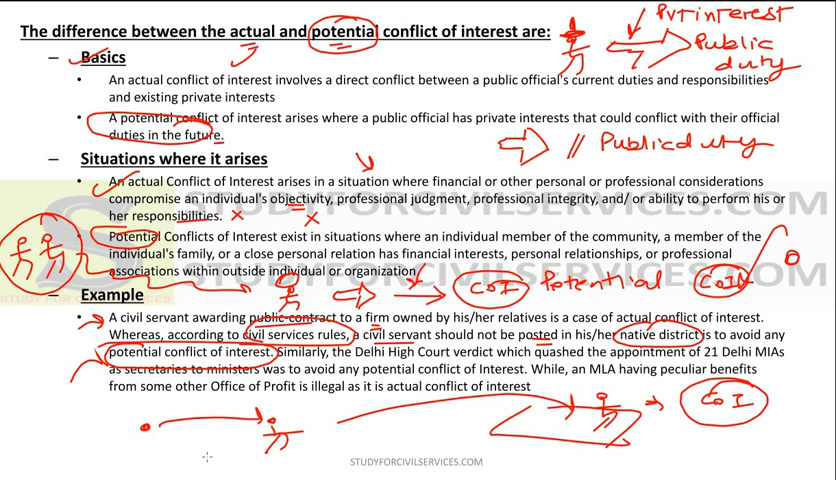 The difference between the actual and potential conflict of interest are:
Pvt interest
Public
duty
– Basics
• An actual conflict of interest involves a direct conflict between a public official's current duties and responsibilities
and existing private interests
• A potential conflict of interest arises where a public official has private interests that could conflict with their official
duties in the future.
// Public duty
– Situations where it arises
• An actual Conflict of Interest arises in a situation where financial or other personal or professional considerations
compromise an individual's objectivity, professional judgment, professional integrity, and/ or ability to perform his or
her responsibilities.
STUDYFORCIVILSERVICES.COM
• Potential Conflicts of Interest exist in situations where an individual member of the community, a member of the
individual's family, or a close personal relation has financial interests, personal relationships, or professional
associations within outside individual or organization
STUDYFORCIVILSERVICES.COM
COI Potential COI
– Example
• A civil servant awarding public contract to a firm owned by his/her relatives is a case of actual conflict of interest.
Whereas, according to civil services rules, a civil servant should not be posted in his/her native district is to avoid any
potential conflict of interest. Similarly, the Delhi High Court verdict which quashed the appointment of 21 Delhi MIAs
as secretaries to ministers was to avoid any potential conflict of Interest. While, an MLA having peculiar benefits
from some other Office of Profit is illegal as it is actual conflict of interest
COI
STUDYFORCIVILSERVICES.COM